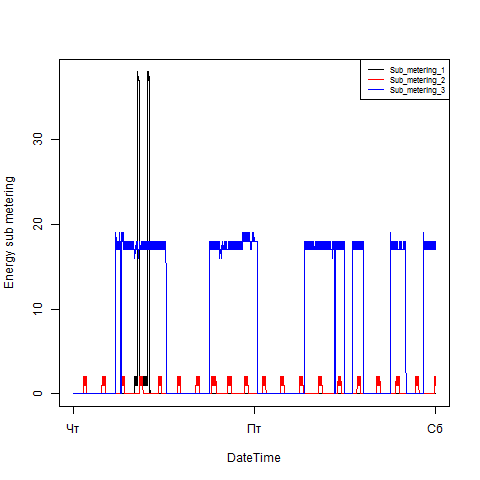 Sub_metering_1
Sub_metering_2
Sub_metering_3
30
20
10
0
Energy sub metering
Чт
Пт
Сб
DateTime